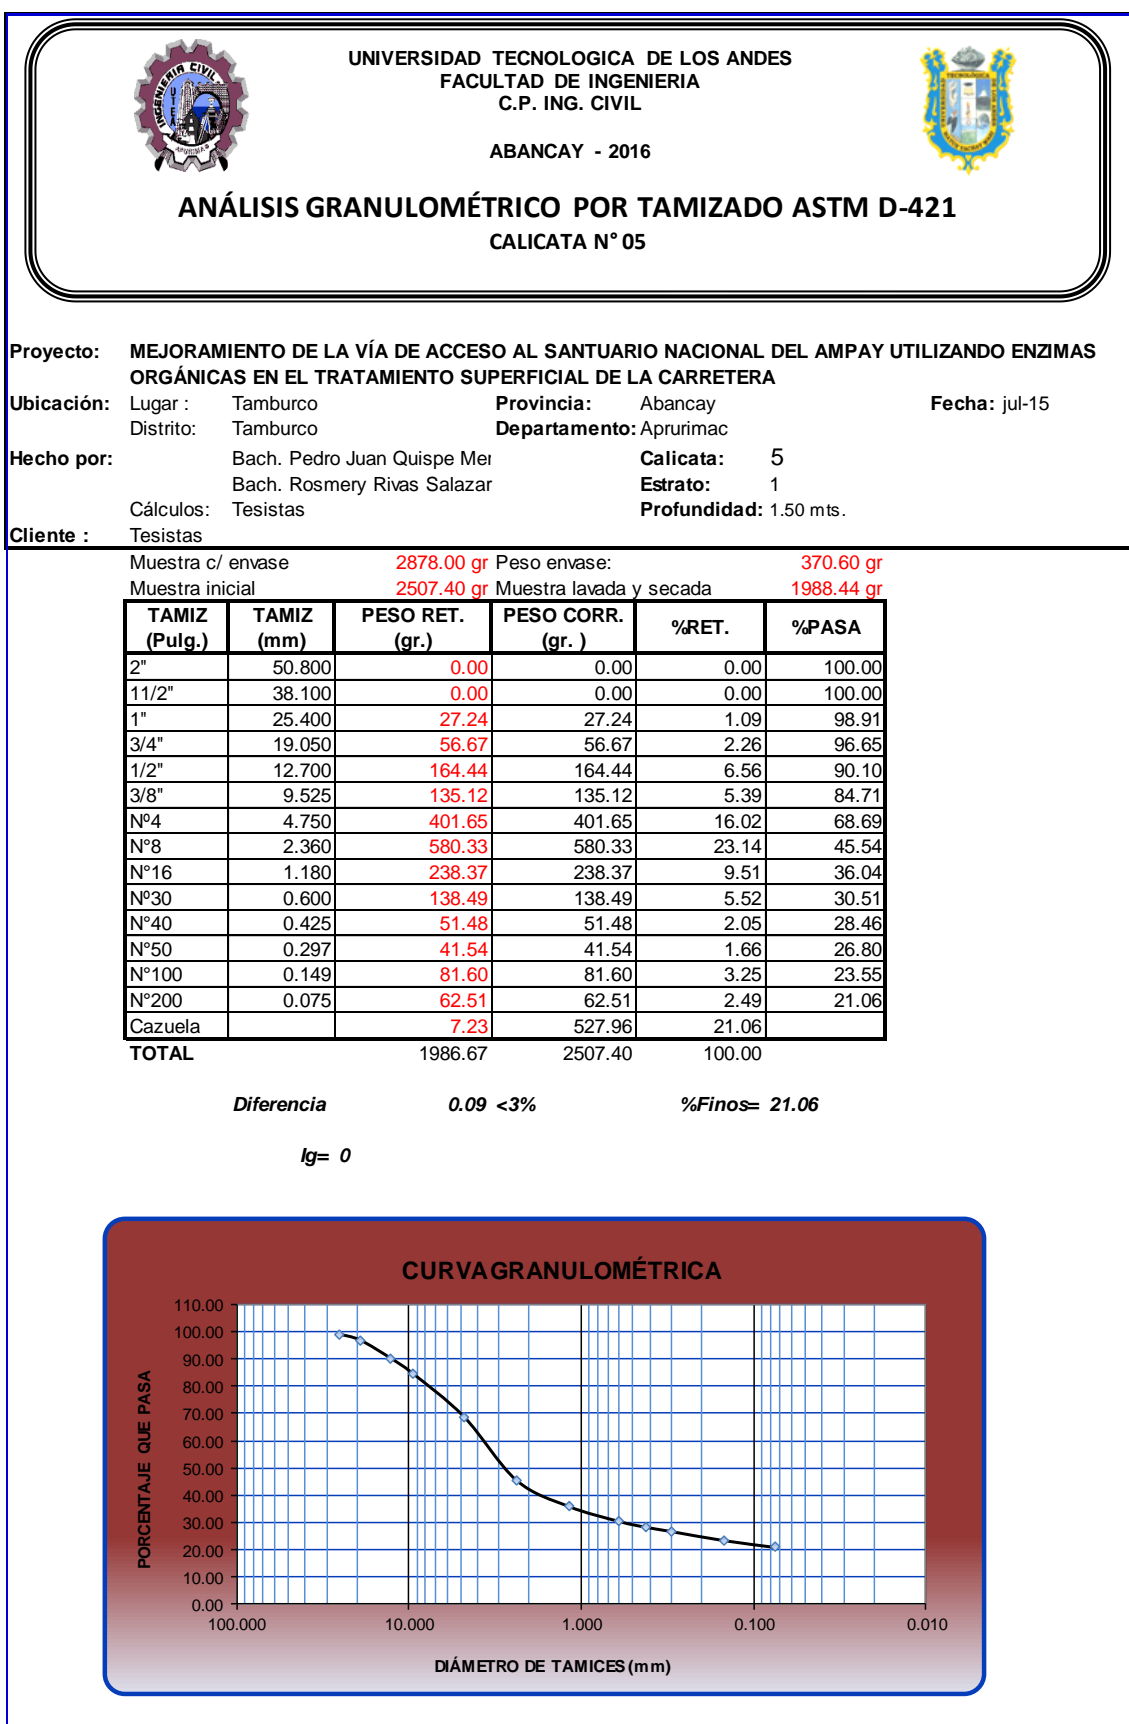 UNIVERSIDAD TECNOLOGICA DE LOS ANDES
FACULTAD DE INGENIERIA
C.P. ING. CIVIL
ABANCAY - 2016
INGENIERIA CIVIL
UTEA
APURIMAC
TECNOLÓGICA
ANÁLISIS GRANULOMÉTRICO POR TAMIZADO ASTM D-421
CALICATA N° 05
Proyecto: MEJORAMIENTO DE LA VÍA DE ACCESO AL SANTUARIO NACIONAL DEL AMPAY UTILIZANDO ENZIMAS
ORGÁNICAS EN EL TRATAMIENTO SUPERFICIAL DE LA CARRETERA
Ubicación: Lugar : Tamburco Provincia: Abancay Fecha: jul-15
Distrito: Tamburco Departamento: Aprurimac
Hecho por: Bach. Pedro Juan Quispe Mer Calicata: 5
Bach. Rosmery Rivas Salazar Estrato: 1
Cálculos: Tesistas Profundidad: 1.50 mts.
Cliente : Tesistas
Muestra c/ envase 2878.00 gr Peso envase: 370.60 gr
Muestra inicial 2507.40 gr Muestra lavada y secada 1988.44 gr
TAMIZ TAMIZ PESO RET. PESO CORR. %RET. %PASA
(Pulg.) (mm) (gr.) (gr. )
2" 50.800 0.00 0.00 0.00 100.00
11/2" 38.100 0.00 0.00 0.00 100.00
1" 25.400 27.24 27.24 1.09 98.91
3/4" 19.050 56.67 56.67 2.26 96.65
1/2" 12.700 164.44 164.44 6.56 90.10
3/8" 9.525 135.12 135.12 5.39 84.71
Nº4 4.750 401.65 401.65 16.02 68.69
N°8 2.360 580.33 580.33 23.14 45.54
N°16 1.180 238.37 238.37 9.51 36.04
Nº30 0.600 138.49 138.49 5.52 30.51
N°40 0.425 51.48 51.48 2.05 28.46
N°50 0.297 41.54 41.54 1.66 26.80
N°100 0.149 81.60 81.60 3.25 23.55
N°200 0.075 62.51 62.51 2.49 21.06
Cazuela 7.23 527.96 21.06
TOTAL 1986.67 2507.40 100.00
Diferencia 0.09 <3% %Finos= 21.06
Ig= 0
CURVA GRANULOMÉTRICA
PORCENTAJE QUE PASA
110.00
100.00
90.00
80.00
70.00
60.00
50.00
40.00
30.00
20.00
10.00
0.00
100.000 10.000 1.000 0.100 0.010
DIÁMETRO DE TAMICES (mm)